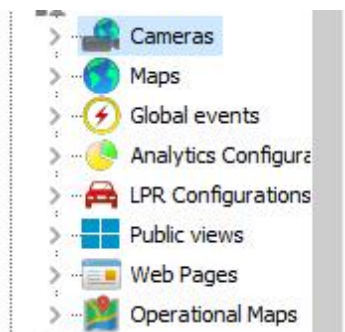 Cameras
Maps
Global events
Analytics Configura
LPR Configurations
Public views
Web Pages
Operational Maps